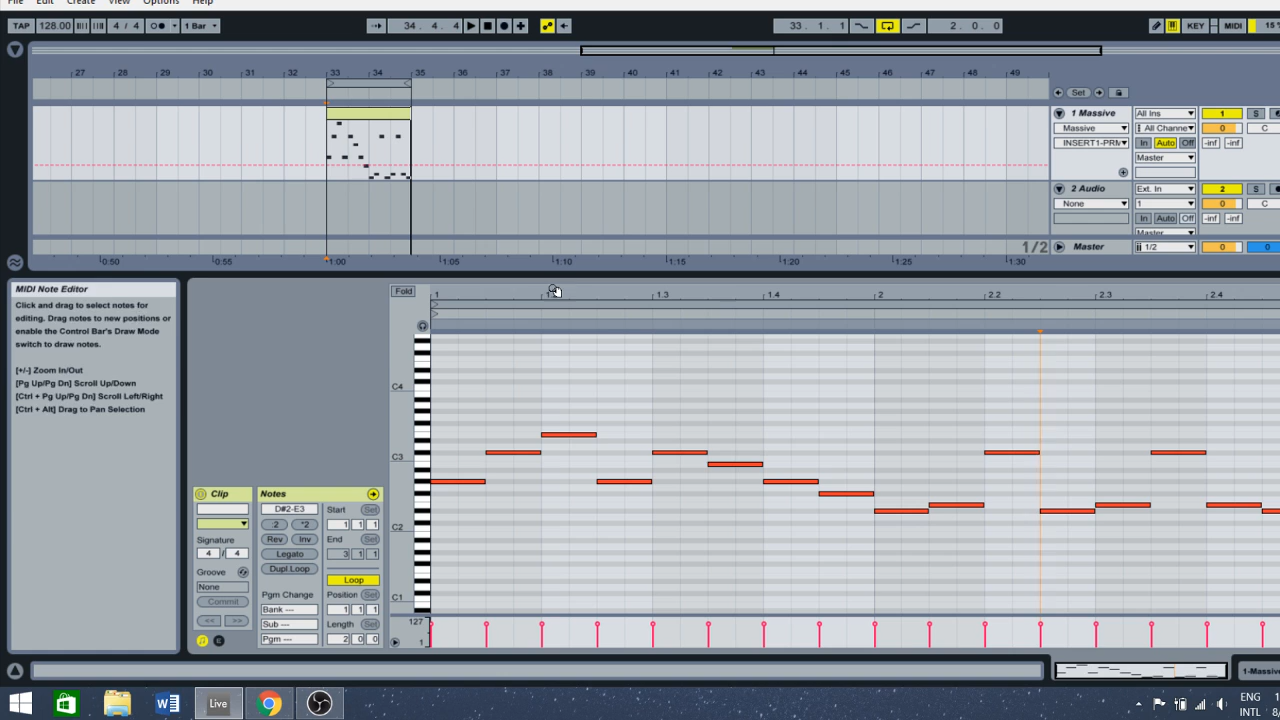 File Edit Create View Options Help
TAP 128.00 4 / 4 1 Bar 34. 4. 4 33. 1. 1 2. 0. 0 KEY MIDI 15
27 28 29 30 31 32 33 34 35 36 37 38 39 40 41 42 43 44 45 46 47 48 49
Set
1 Massive All Ins 1 S
Massive All Channe 0 C
INSERT1-PRM In Auto Off -inf -inf
Master
2 Audio Ext. In 2 S
None 1 0 C
In Auto Off -inf -inf
Master
1/2 Master 1/2 0 0
0:50 0:55 1:00 1:05 1:10 1:15 1:20 1:25 1:30
MIDI Note Editor
Click and drag to select notes for
editing. Drag notes to new positions or
enable the Control Bar's Draw Mode
switch to draw notes.
[+/-] Zoom In/Out
[Pg Up/Pg Dn] Scroll Up/Down
[Ctrl + Pg Up/Pg Dn] Scroll Left/Right
[Ctrl + Alt] Drag to Pan Selection
Fold 1 1.3 1.4 2 2.2 2.3 2.4
C4
C3
C2
C1
127
1
Clip
Signature
4 / 4
Groove
None
Commit
<< >>
E
Notes
D#2-E3
:2 *2
Rev Inv
Legato
Dupl.Loop
Pgm Change
Bank ---
Sub ---
Pgm ---
Start Set
1 1 1
End Set
3 1 1
Loop
Position Set
1 1 1
Length Set
2 0 0
1-Massive
W Live ENG
INTL